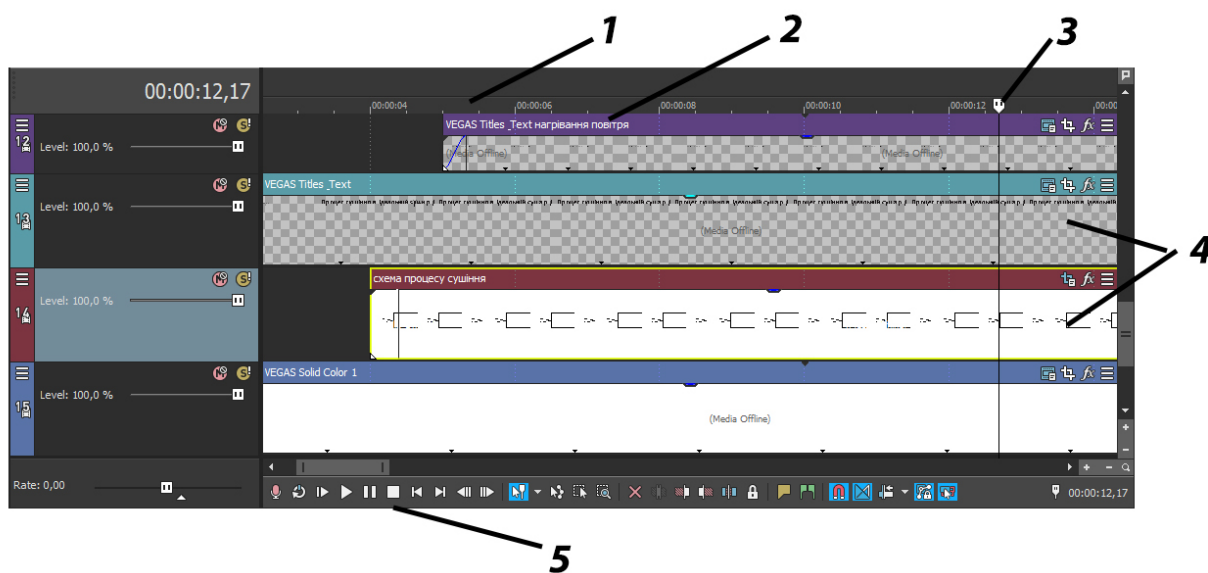 1
2
3
00:00:12,17
00:00:04
00:00:06
00:00:08
00:00:10
00:00:12
00:00
12
Level: 100,0 %
VEGAS Titles _Text нагрівання повітря
(Media Offline)
(Media Offline)
13
Level: 100,0 %
VEGAS Titles _Text
(Media Offline)
4
14
Level: 100,0 %
схема процесу сушіння
15
Level: 100,0 %
VEGAS Solid Color 1
(Media Offline)
Rate: 0,00
00:00:12,17
5